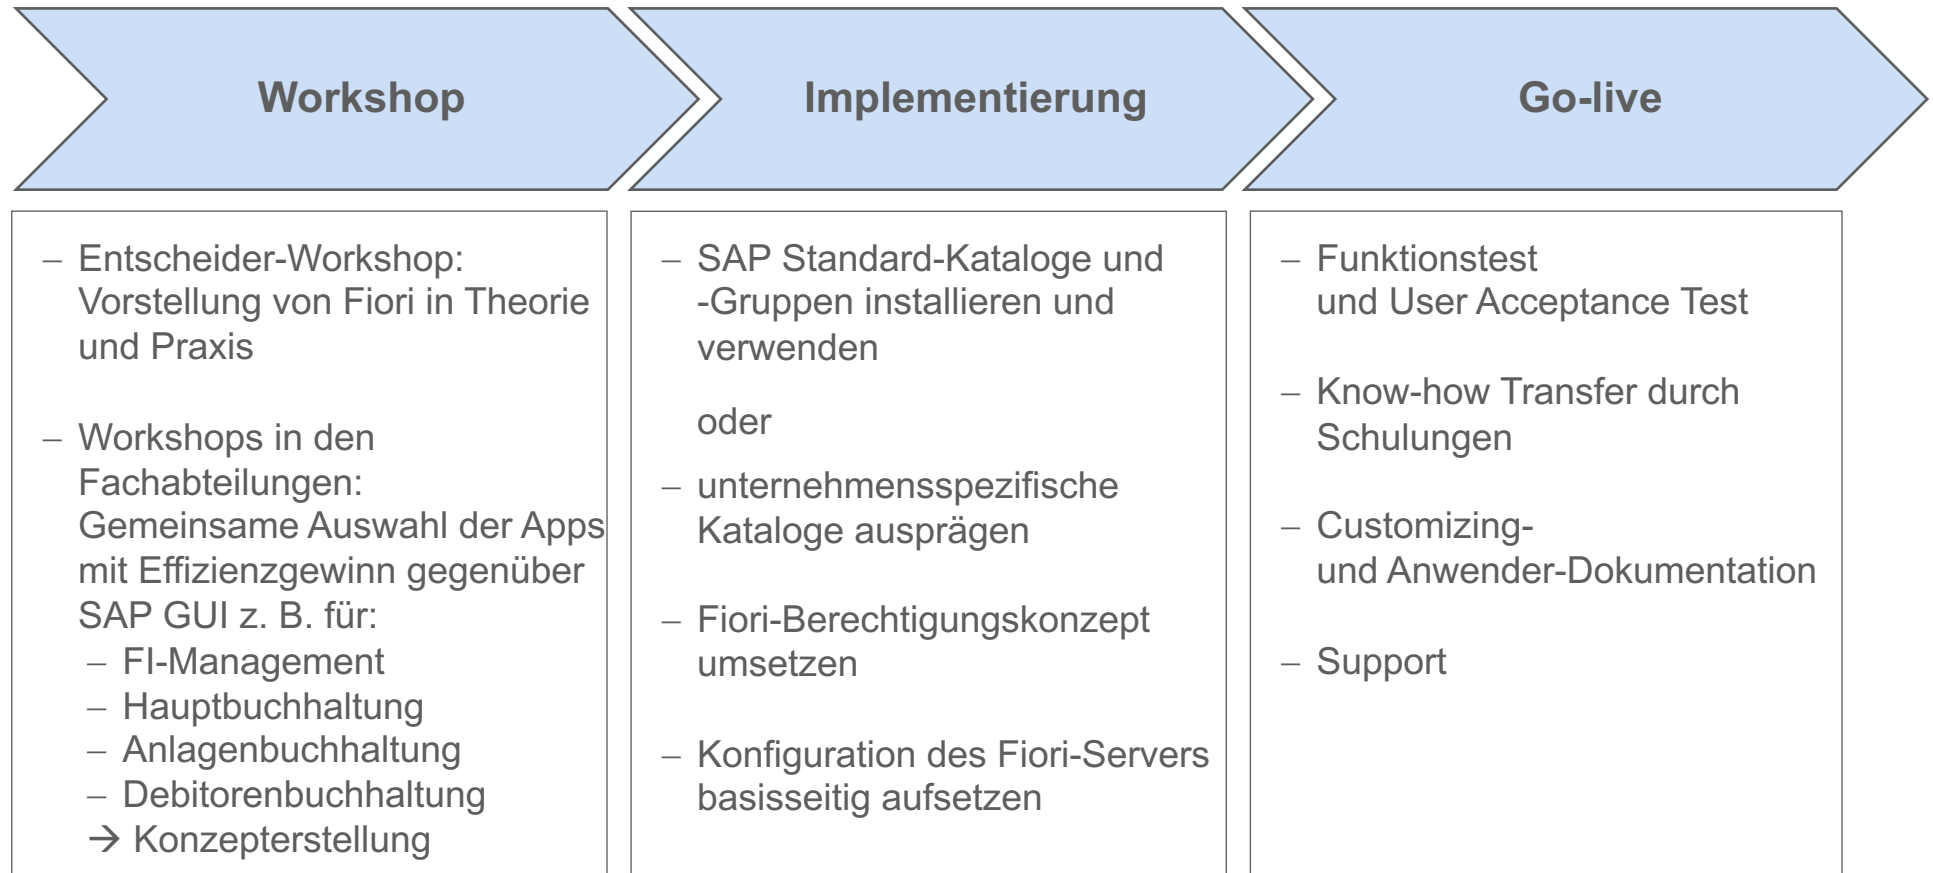 Workshop
Implementierung
Go-live
– Entscheider-Workshop:
Vorstellung von Fiori in Theorie
und Praxis
– Workshops in den
Fachabteilungen:
Gemeinsame Auswahl der Apps
mit Effizienzgewinn gegenüber
SAP GUI z. B. für:
– FI-Management
– Hauptbuchhaltung
– Anlagenbuchhaltung
– Debitorenbuchhaltung
→ Konzepterstellung
– SAP Standard-Kataloge und
-Gruppen installieren und
verwenden
oder
– unternehmensspezifische
Kataloge ausprägen
– Fiori-Berechtigungskonzept
umsetzen
– Konfiguration des Fiori-Servers
basisseitig aufsetzen
– Funktionstest
und User Acceptance Test
– Know-how Transfer durch
Schulungen
– Customizing-
und Anwender-Dokumentation
– Support